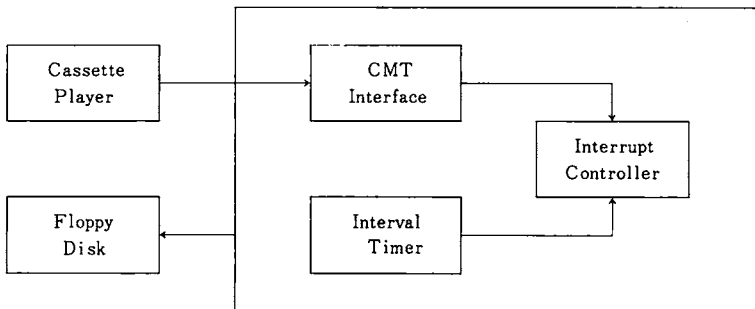 Cassette
Player
CMT
Interface
Interrupt
Controller
Floppy
Disk
Interval
Timer